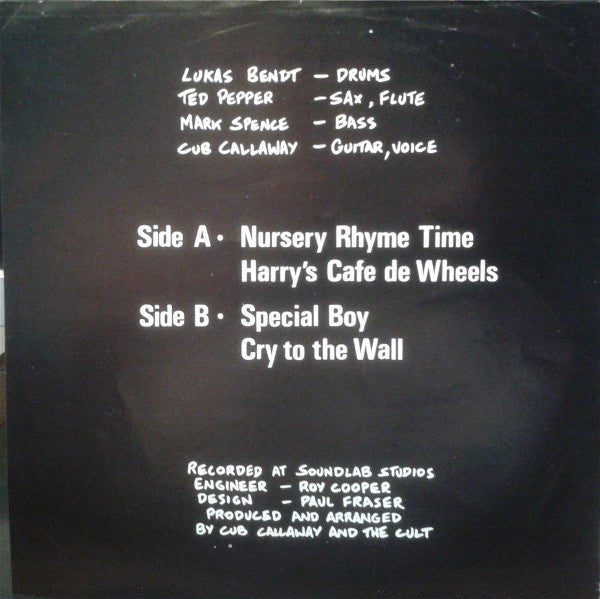 LUKAS BENDT – DRUMS
TED PEPPER – SAX, FLUTE
MARK SPENCE – BASS
CUB CALLAWAY – GUITAR, VOICE
Side A • Nursery Rhyme Time
Harry's Cafe de Wheels
Side B • Special Boy
Cry to the Wall
RECORDED AT SOUNDLAB STUDIOS
ENGINEER – ROY COOPER
DESIGN – PAUL FRASER
PRODUCED AND ARRANGED
BY CUB CALLAWAY AND THE CULT